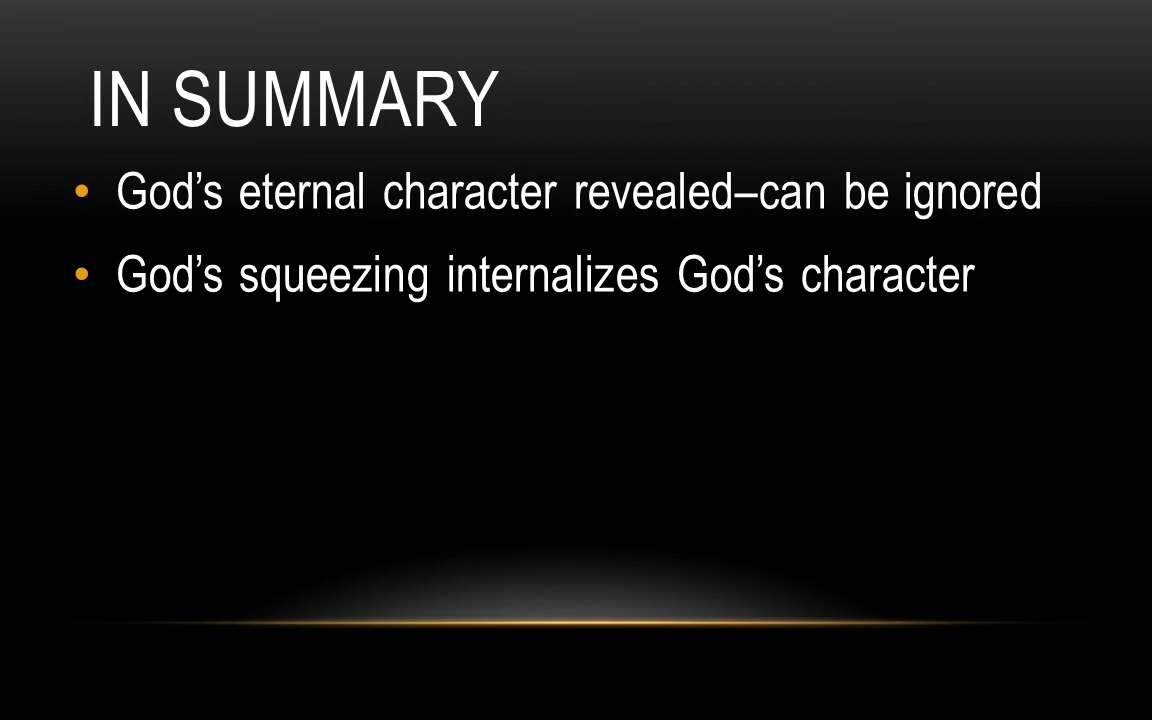 IN SUMMARY
• God’s eternal character revealed–can be ignored
• God’s squeezing internalizes God’s character